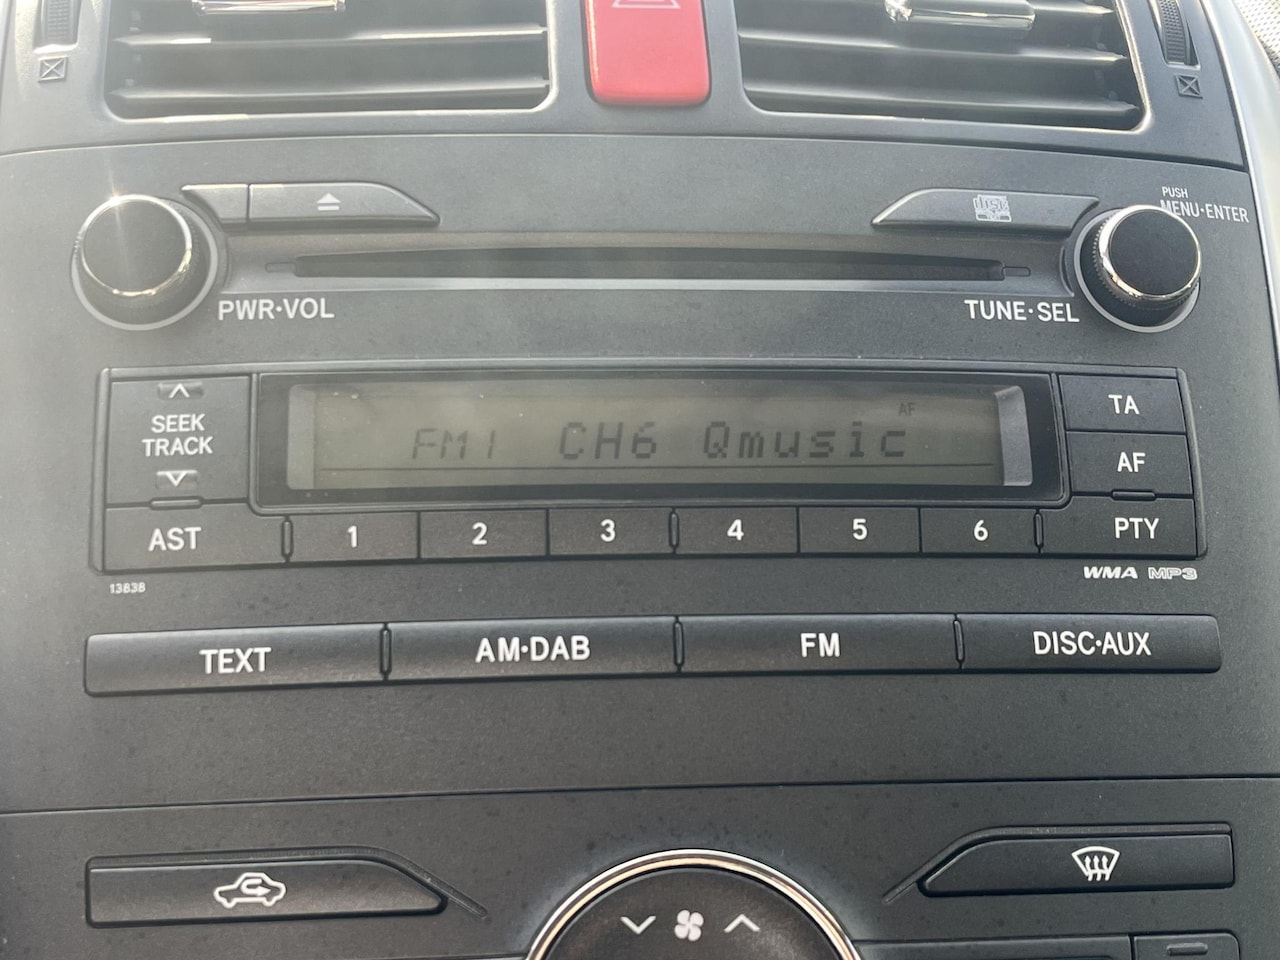 PUSH
MENU·ENTER
disc
PWR·VOL
TUNE·SEL
SEEK
TRACK
AF
FM1 CH6 Qmusic
TA
AF
AST
1
2
3
4
5
6
PTY
13838
WMA MP3
TEXT
AM·DAB
FM
DISC·AUX